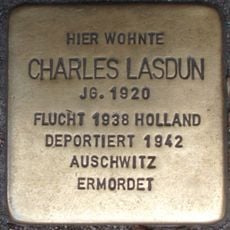 HIER WOHNTE
CHARLES LASDUN
JG. 1920
FLUCHT 1938 HOLLAND
DEPORTIERT 1942
AUSCHWITZ
ERMORDET